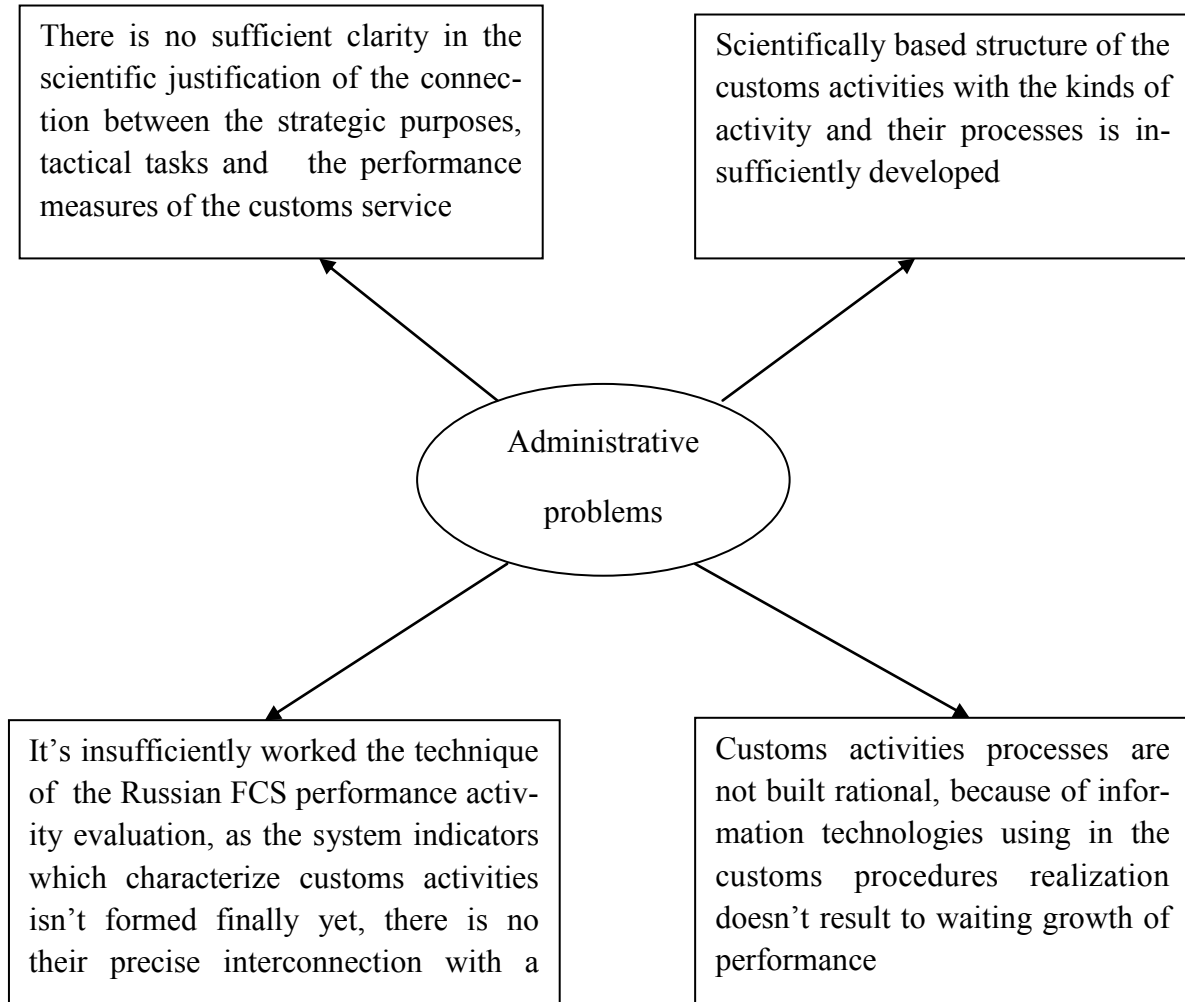 There is no sufficient clarity in the
scientific justification of the connec-
tion between the strategic purposes,
tactical tasks and the performance
measures of the customs service
Scientifically based structure of the
customs activities with the kinds of
activity and their processes is in-
sufficiently developed
Administrative
problems
It's insufficiently worked the technique
of the Russian FCS performance activ-
ity evaluation, as the system indicators
which characterize customs activities
isn't formed finally yet, there is no
their precise interconnection with a
Customs activities processes are
not built rational, because of infor-
mation technologies using in the
customs procedures realization
doesn't result to waiting growth of
performance